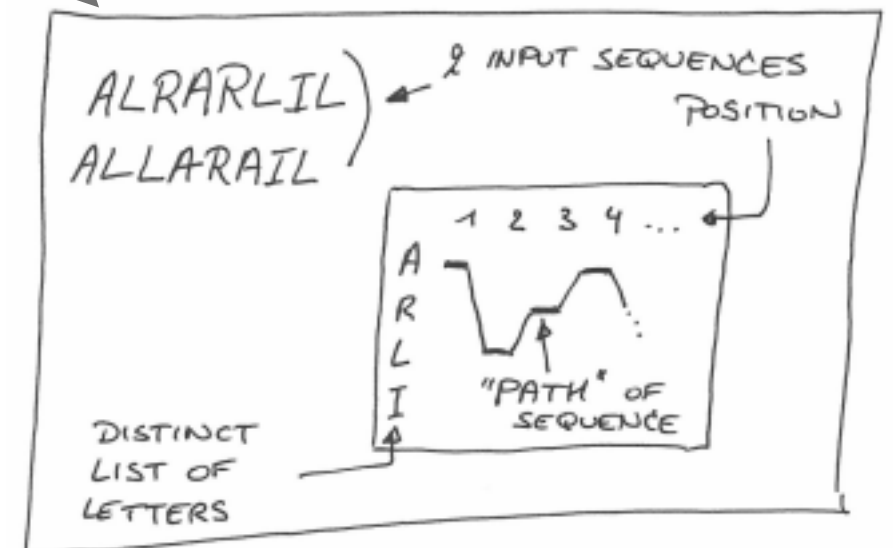 ALRARLIL
ALLARAIL
2 INPUT SEQUENCES
POSITION
1 2 3 4 ...
A
R
L
I
"PATH" OF
SEQUENCE
DISTINCT
LIST OF
LETTERS